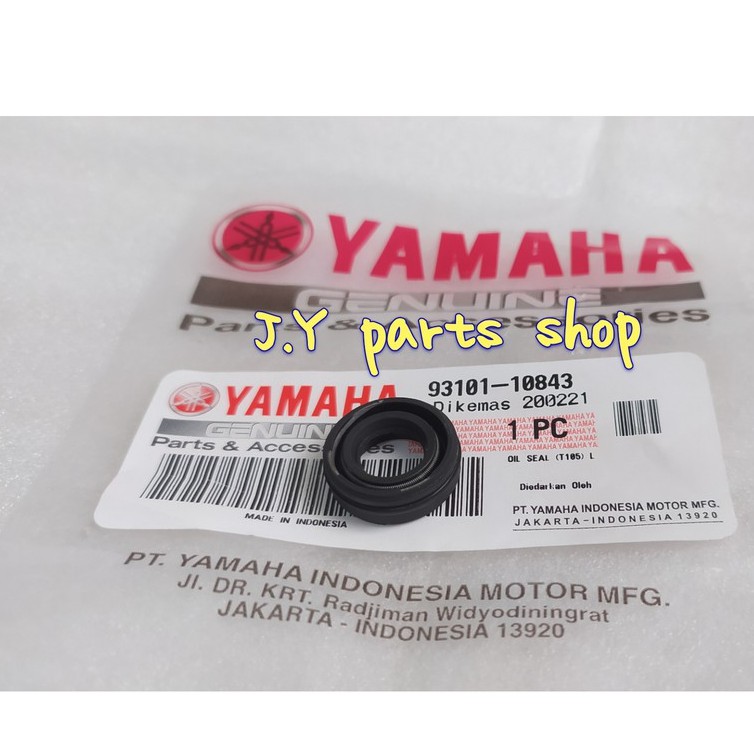 YAMAHA
GENUINE
Parts & Accessories
J.Y parts shop
YAMAHA
GENUINE
Parts & Accessories
MADE IN INDONESIA
93101-10843
Dikemas 200221
1 PC
OIL SEAL (T105) L
Diedarkan Oleh
PT. YAMAHA INDONESIA MOTOR MFG.
JAKARTA-INDONESIA 13920
PT. YAMAHA INDONESIA MOTOR MFG.
Jl. DR. KRT. Radjiman Widyodiningrat
JAKARTA - INDONESIA 13920